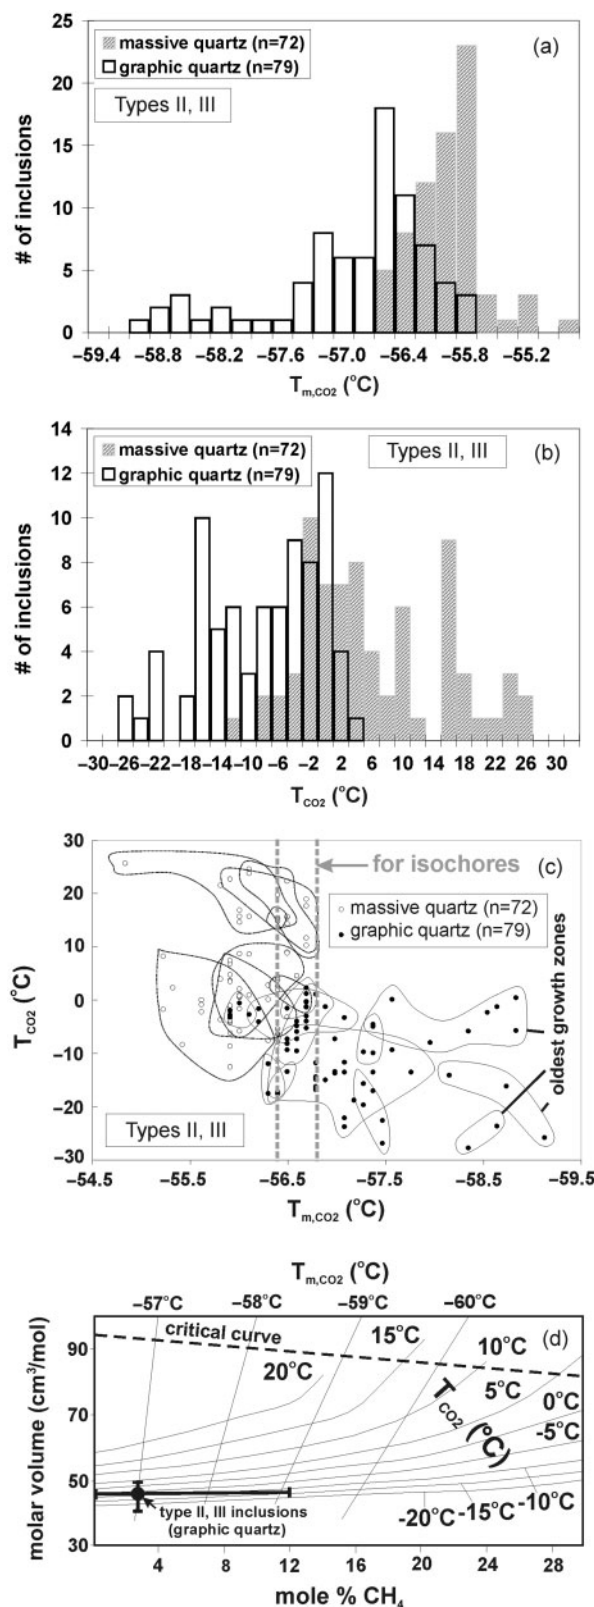 25
20
15
10
5
0
# of inclusions
massive quartz (n=72)
graphic quartz (n=79)
Types II, III
(a)
−59.4 −58.8 −58.2 −57.6 −57.0 −56.4 −55.8 −55.2
Tm,CO2 (°C)
14
12
10
8
6
4
2
0
# of inclusions
massive quartz (n=72)
graphic quartz (n=79)
Types II, III
(b)
−30 −26 −22 −18 −14 −10 −6 −2 2 6 10 14 18 22 26 30
TCO2 (°C)
30
20
10
0
−10
−20
−30
TCO2 (°C)
for isochores
(c)
massive quartz (n=72)
graphic quartz (n=79)
oldest growth zones
Types II, III
−54.5 −55.5 −56.5 −57.5 −58.5 −59.5
Tm,CO2 (°C)
Tm,CO2 (°C)
−57°C −58°C −59°C −60°C
(d)
critical curve
90
70
50
30
molar volume (cm³/mol)
20°C
15°C
10°C
5°C
0°C
-5°C
-10°C
-15°C
-20°C
TCO2 (°C)
type II, III inclusions
(graphic quartz)
4 8 12 16 20 24 28
mole % CH4